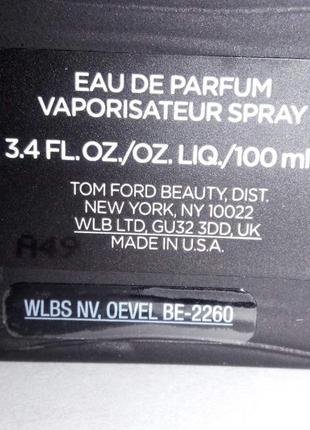 EAU DE PARFUM
VAPORISATEUR SPRAY
3.4 FL.OZ./OZ. LIQ./100 ml
TOM FORD BEAUTY, DIST.
NEW YORK, NY 10022
WLB LTD, GU32 3DD, UK
MADE IN U.S.A.
A49
WLBS NV, OEVEL BE-2260